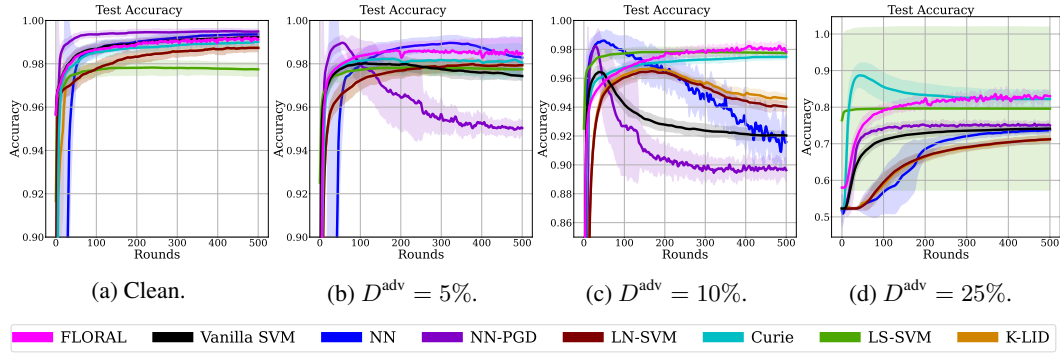 Test Accuracy
1.00
0.98
0.96
0.94
0.92
0.90
Accuracy
0 100 200 300 400 500
Rounds
(a) Clean.
Test Accuracy
1.00
0.98
0.96
0.94
0.92
0.90
Accuracy
0 100 200 300 400 500
Rounds
(b) D^adv = 5%.
Test Accuracy
1.00
0.98
0.96
0.94
0.92
0.90
0.88
0.86
Accuracy
0 100 200 300 400 500
Rounds
(c) D^adv = 10%.
Test Accuracy
1.0
0.9
0.8
0.7
0.6
0.5
Accuracy
0 100 200 300 400 500
Rounds
(d) D^adv = 25%.
FLORAL Vanilla SVM NN NN-PGD LN-SVM Curie LS-SVM K-LID